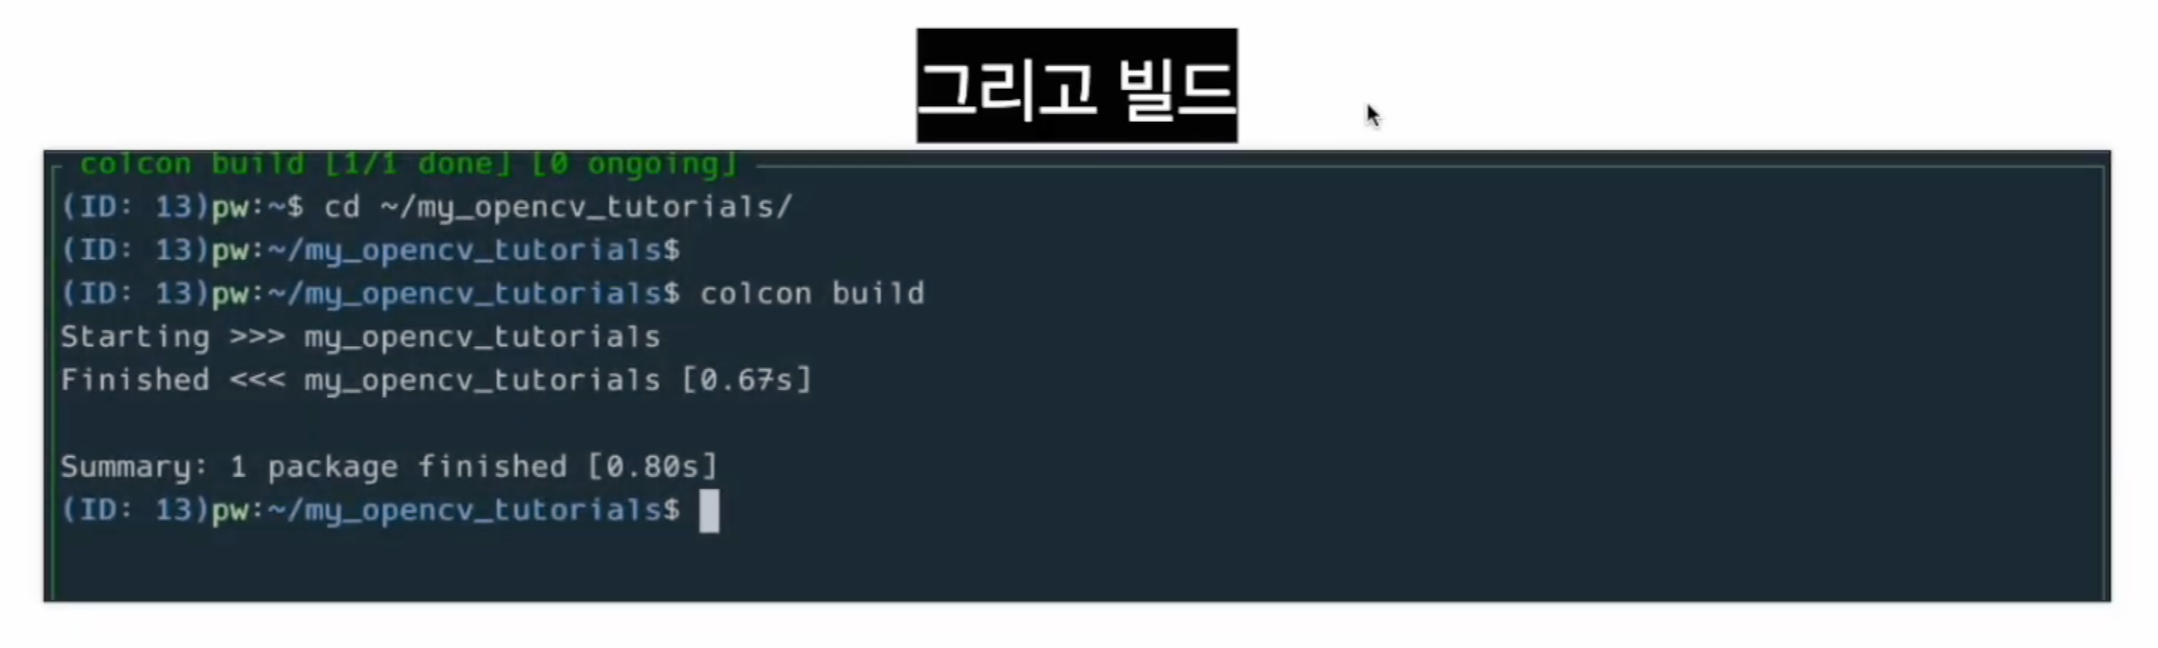 그리고 빌드
colcon build [1/1 done] [0 ongoing]
(ID: 13)pw:~$ cd ~/my_opencv_tutorials/
(ID: 13)pw:~/my_opencv_tutorials$
(ID: 13)pw:~/my_opencv_tutorials$ colcon build
Starting >>> my_opencv_tutorials
Finished <<< my_opencv_tutorials [0.67s]
Summary: 1 package finished [0.80s]
(ID: 13)pw:~/my_opencv_tutorials$